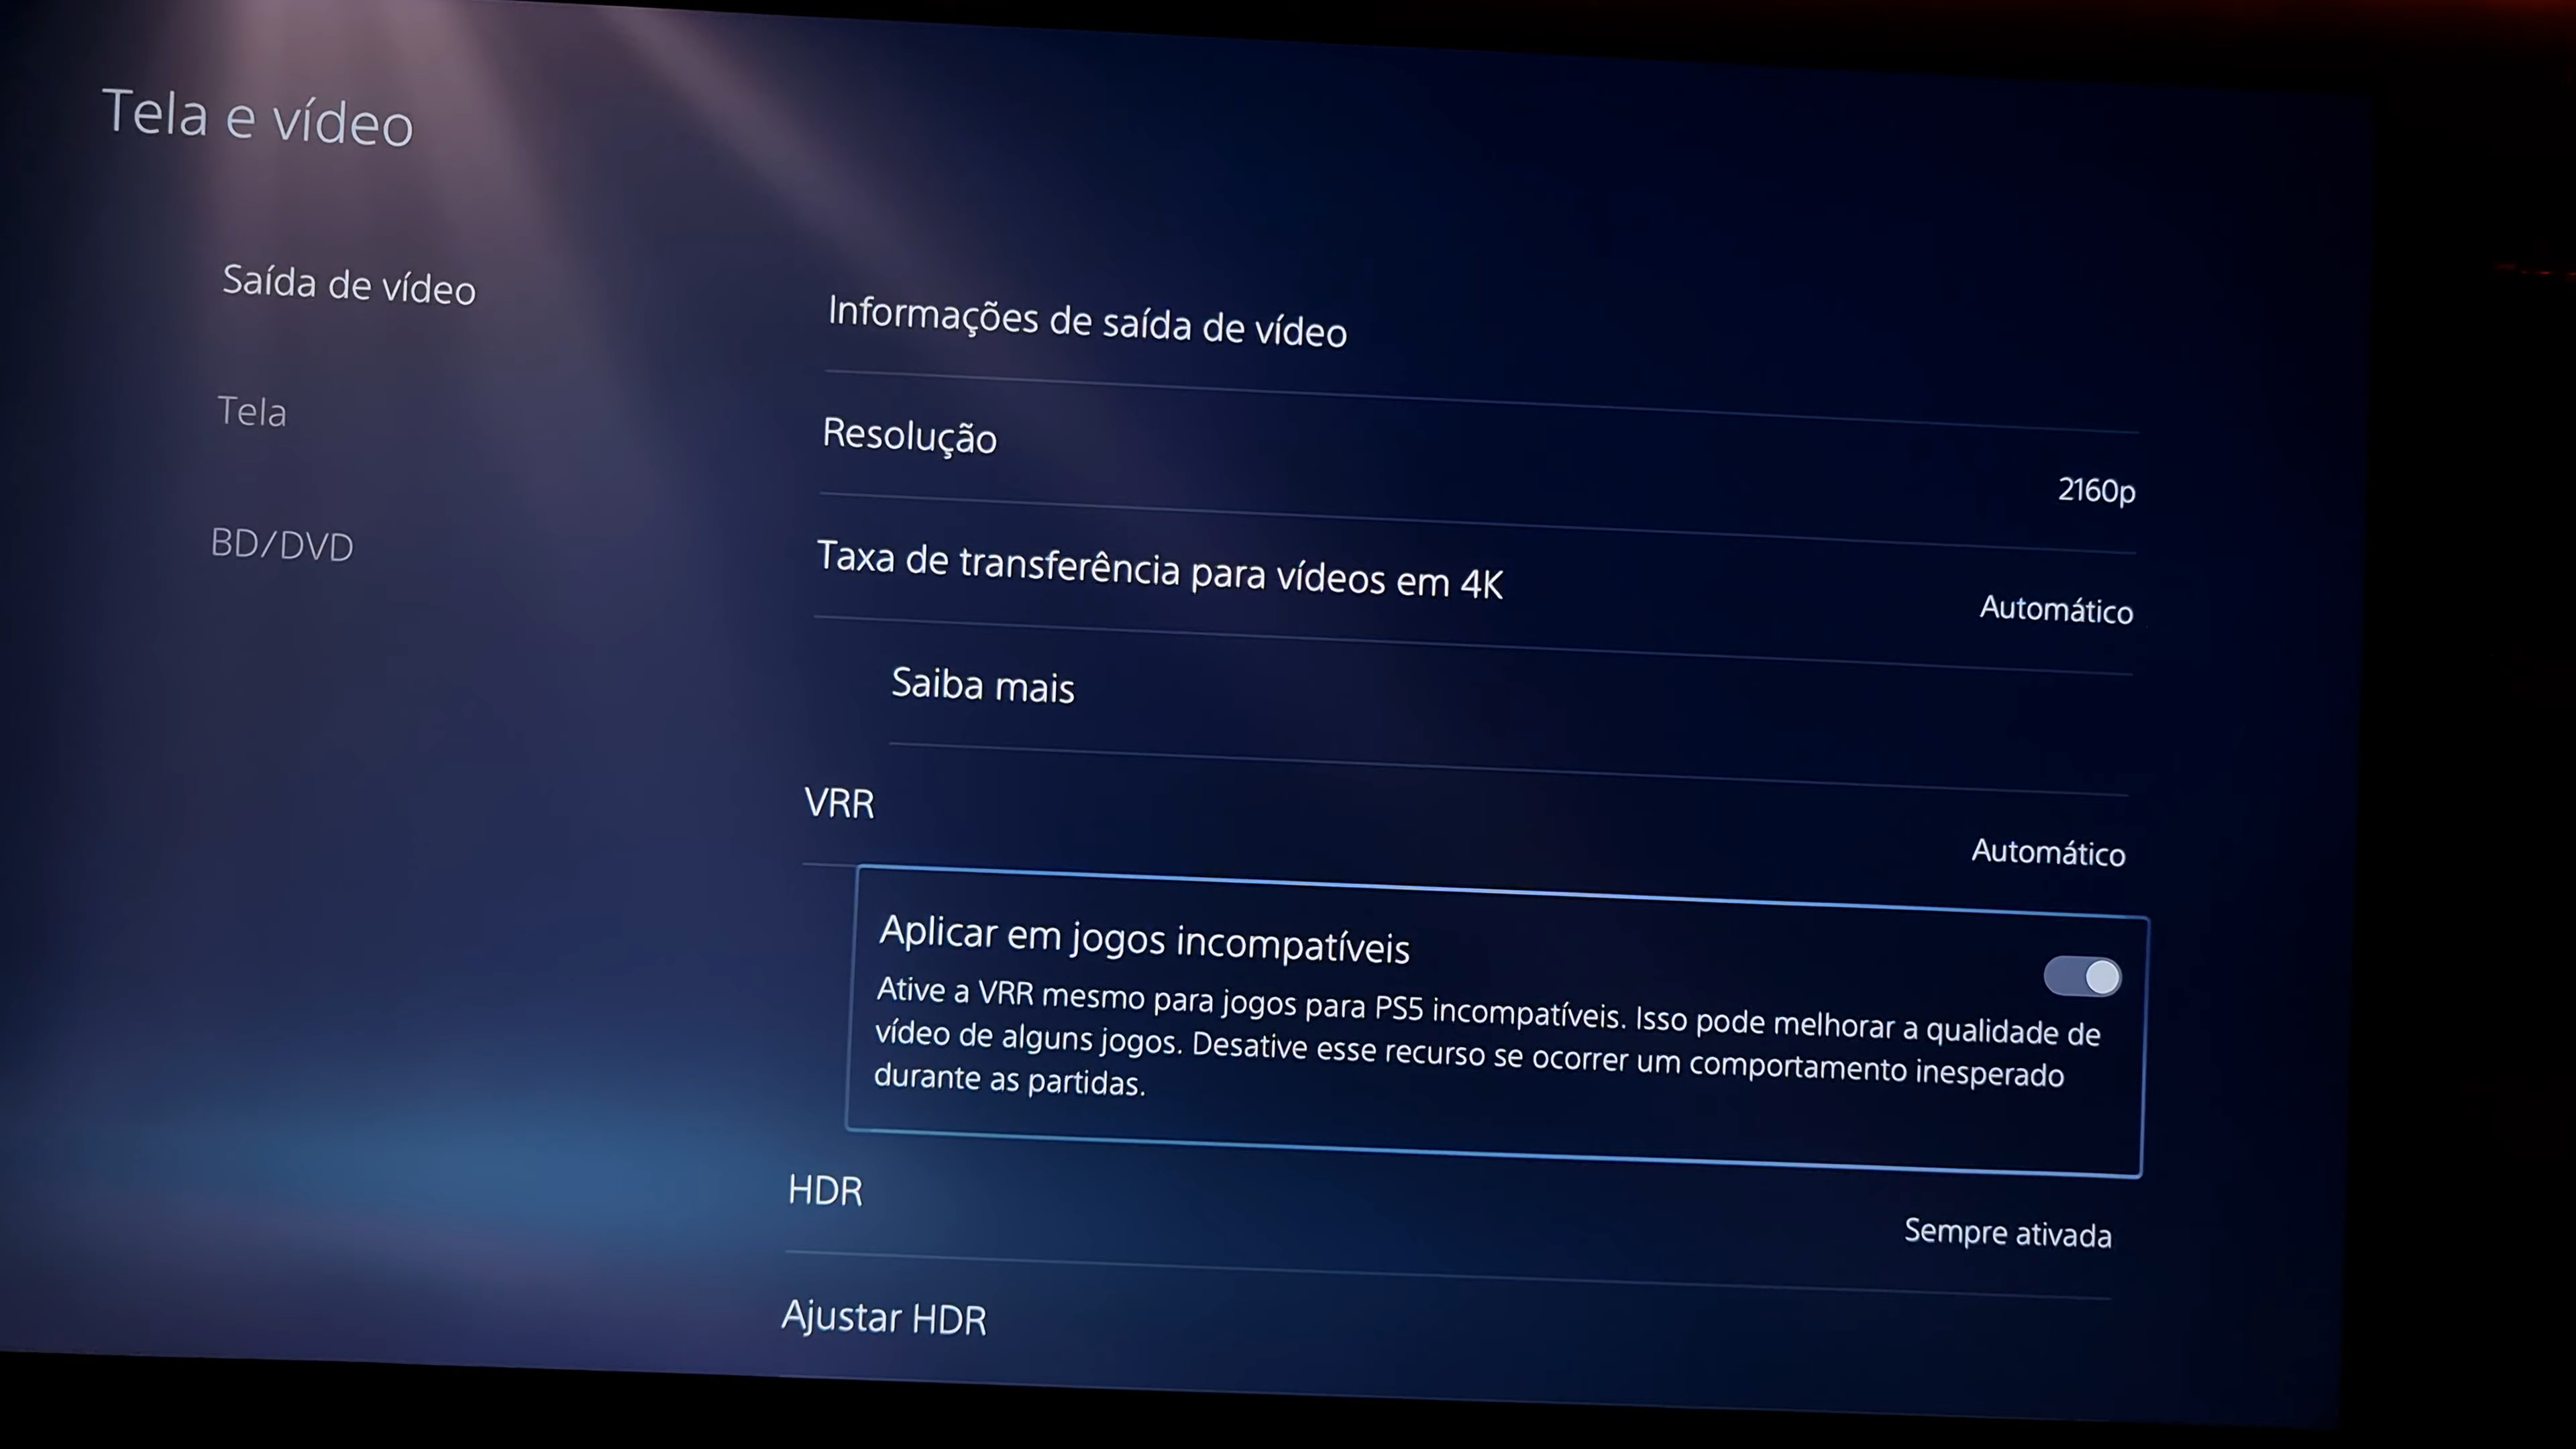 Tela e vídeo
Saída de vídeo
Tela
BD/DVD
Informações de saída de vídeo
Resolução
2160p
Taxa de transferência para vídeos em 4K
Automático
Saiba mais
VRR
Automático
Aplicar em jogos incompatíveis
Ative a VRR mesmo para jogos para PS5 incompatíveis. Isso pode melhorar a qualidade de
vídeo de alguns jogos. Desative esse recurso se ocorrer um comportamento inesperado
durante as partidas.
HDR
Sempre ativada
Ajustar HDR